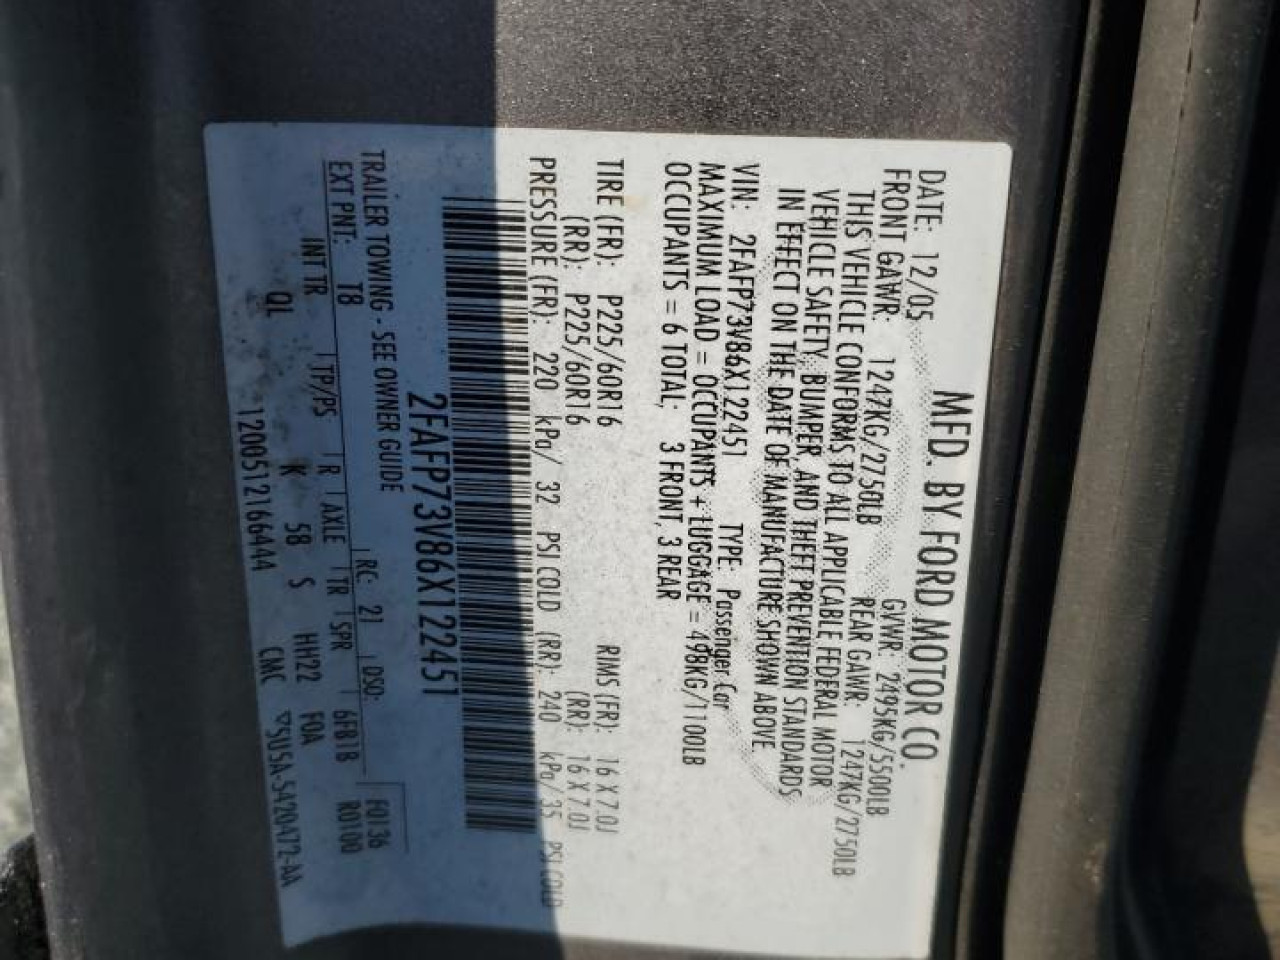 MFD. BY FORD MOTOR CO.
DATE: 12/05 GVWR: 2495KG/5500LB
FRONT GAWR: 1247KG/2750LB REAR GAWR: 1247KG/2750LB
THIS VEHICLE CONFORMS TO ALL APPLICABLE FEDERAL MOTOR
VEHICLE SAFETY, BUMPER, AND THEFT PREVENTION STANDARDS
IN EFFECT ON THE DATE OF MANUFACTURE SHOWN ABOVE.
VIN: 2FAFP73V86X122451 TYPE: Passenger Car
MAXIMUM LOAD = OCCUPANTS + LUGGAGE = 498KG/1100LB
OCCUPANTS = 6 TOTAL; 3 FRONT, 3 REAR
TIRE (FR): P225/60R16 RIMS (FR): 16 X 7.0J
(RR): P225/60R16 (RR): 16 X 7.0J
PRESSURE (FR): 220 kPa/ 32 PSI COLD (RR): 240 kPa/35 PSI COLD
2FAFP73V86X122451
TRAILER TOWING - SEE OWNER GUIDE F0136
EXT PNT: T8 RC: 21 DSO: R0100
INT TR TP/PS R AXLE TR SPR 6FB1B
QL K 58 S HH22 FOA
120051216 6444 CMC ▽5U5A-5420472-AA